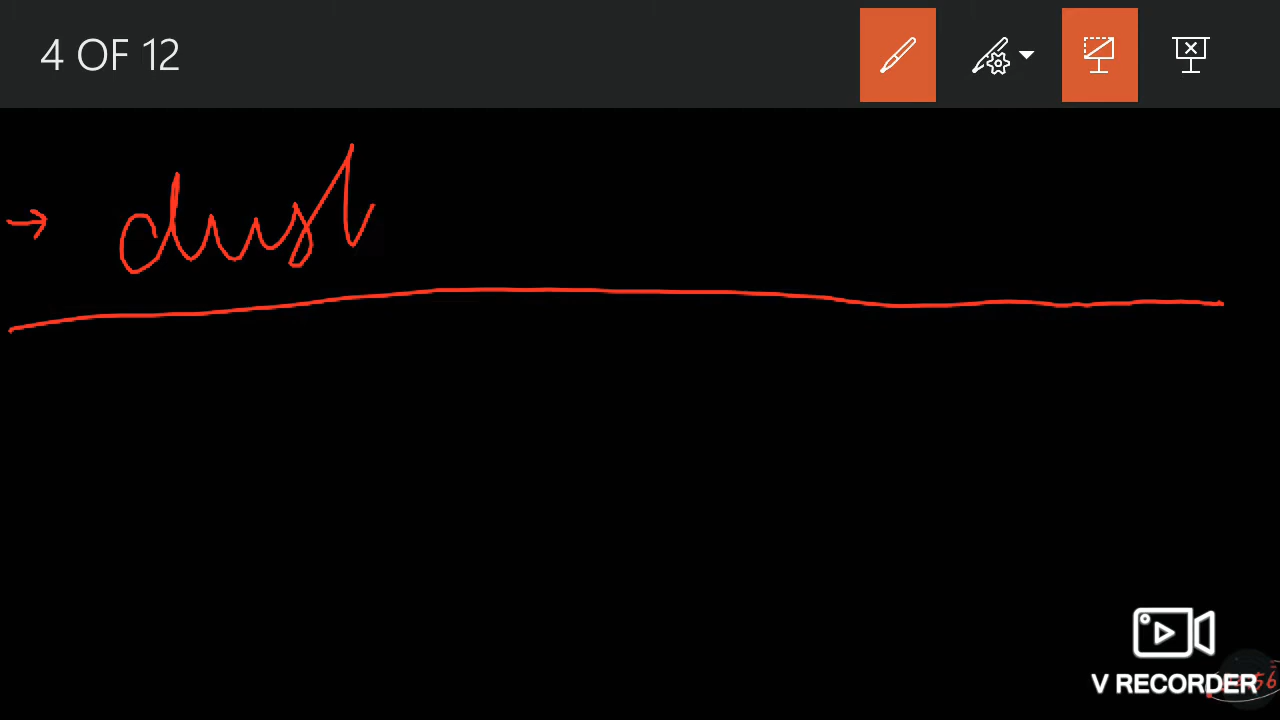 4 OF 12
→ dust
V RECORDER